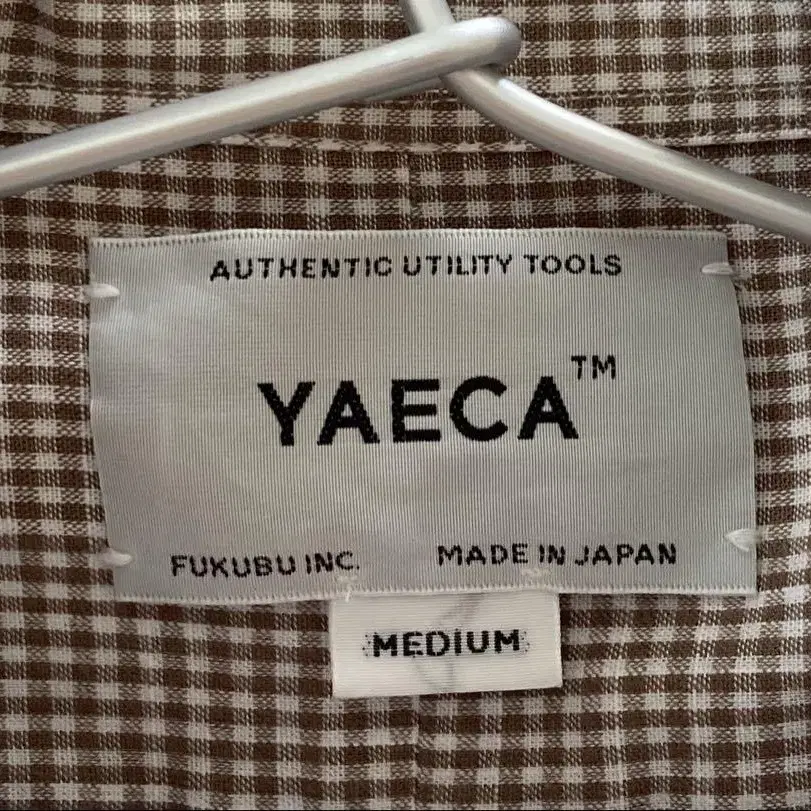 AUTHENTIC UTILITY TOOLS
YAECA™
FUKUBU INC. MADE IN JAPAN
MEDIUM